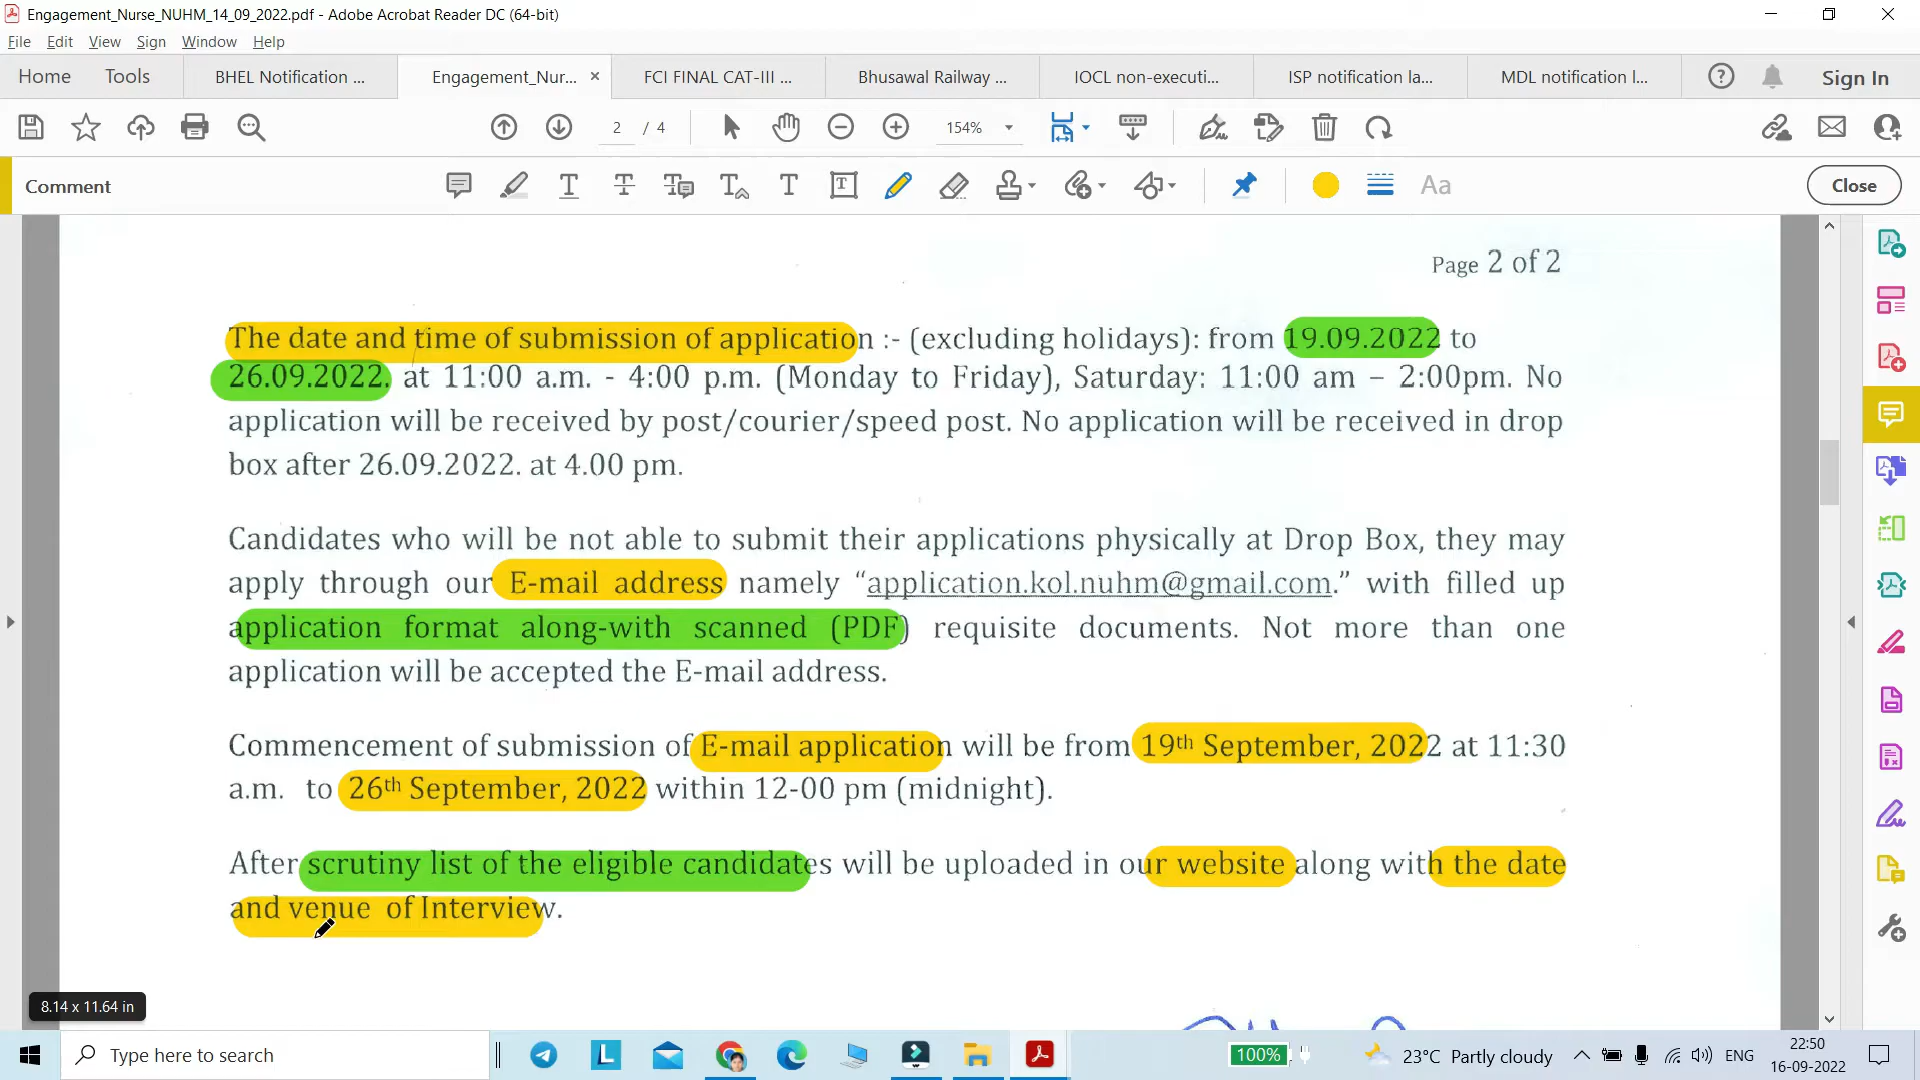 Engagement_Nurse_NUHM_14_09_2022.pdf - Adobe Acrobat Reader DC (64-bit)
File Edit View Sign Window Help
Home Tools BHEL Notification ... Engagement_Nur... × FCI FINAL CAT-III ... Bhusawal Railway ... IOCL non-executi... ISP notification la... MDL notification l... Sign In
2 / 4 154%
Comment Aa Close
Page 2 of 2
The date and time of submission of application :- (excluding holidays): from 19.09.2022 to
26.09.2022. at 11:00 a.m. - 4:00 p.m. (Monday to Friday), Saturday: 11:00 am – 2:00pm. No
application will be received by post/courier/speed post. No application will be received in drop
box after 26.09.2022. at 4.00 pm.
Candidates who will be not able to submit their applications physically at Drop Box, they may
apply through our E-mail address namely “application.kol.nuhm@gmail.com.” with filled up
application format along-with scanned (PDF) requisite documents. Not more than one
application will be accepted the E-mail address.
Commencement of submission of E-mail application will be from 19th September, 2022 at 11:30
a.m. to 26th September, 2022 within 12-00 pm (midnight).
After scrutiny list of the eligible candidates will be uploaded in our website along with the date
and venue of Interview.
8.14 x 11.64 in
Type here to search L 100% 23°C Partly cloudy ENG 22:50
16-09-2022